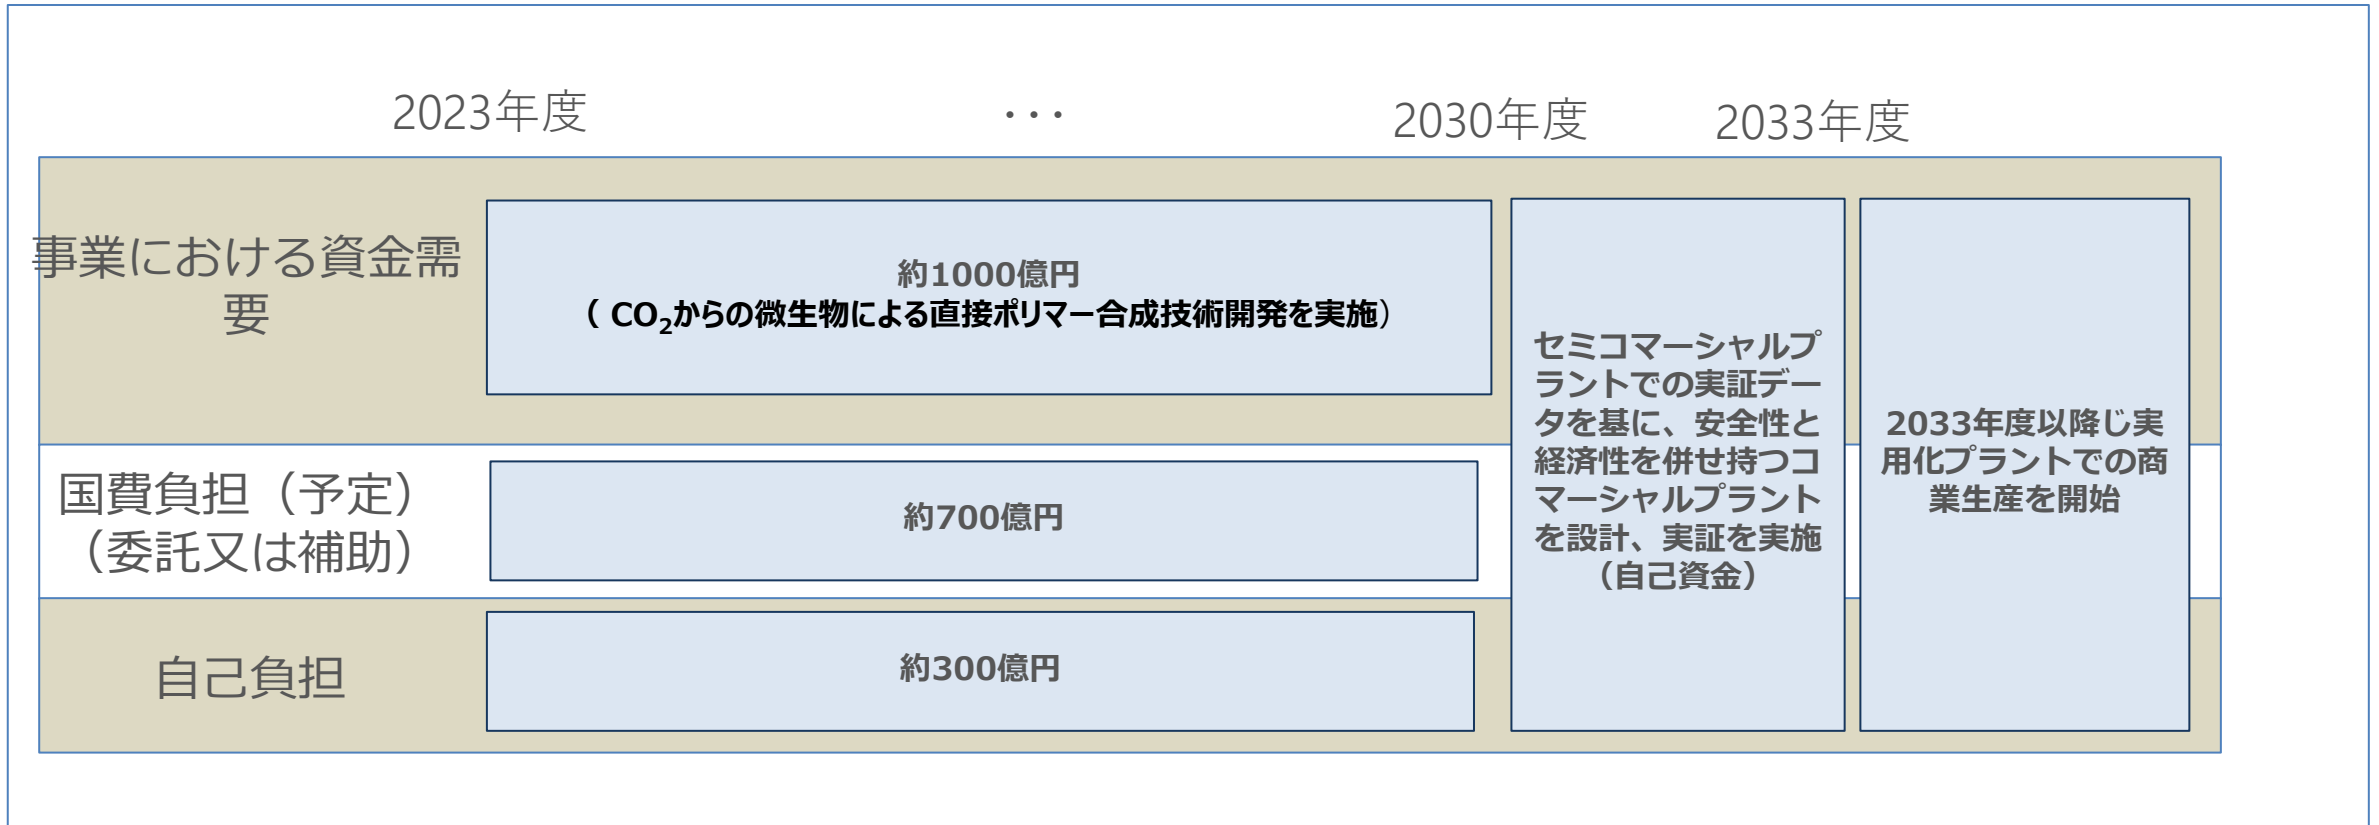 2023年度
・・・
2030年度
2033年度
事業における資金需
要
約1000億円
（ CO₂からの微生物による直接ポリマー合成技術開発を実施）
国費負担（予定）
（委託又は補助）
約700億円
自己負担
約300億円
セミコマーシャルプ
ラントでの実証デー
タを基に、安全性と
経済性を併せ持つコ
マーシャルプラント
を設計、実証を実施
（自己資金）
2033年度以降じ実
用化プラントでの商
業生産を開始